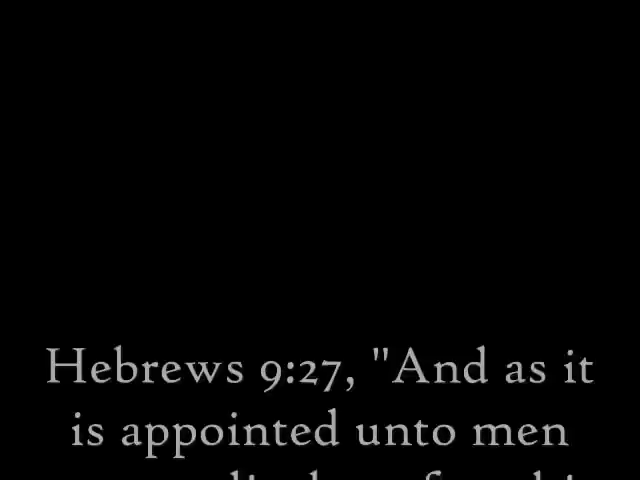 Hebrews 9:27, "And as it
is appointed unto men